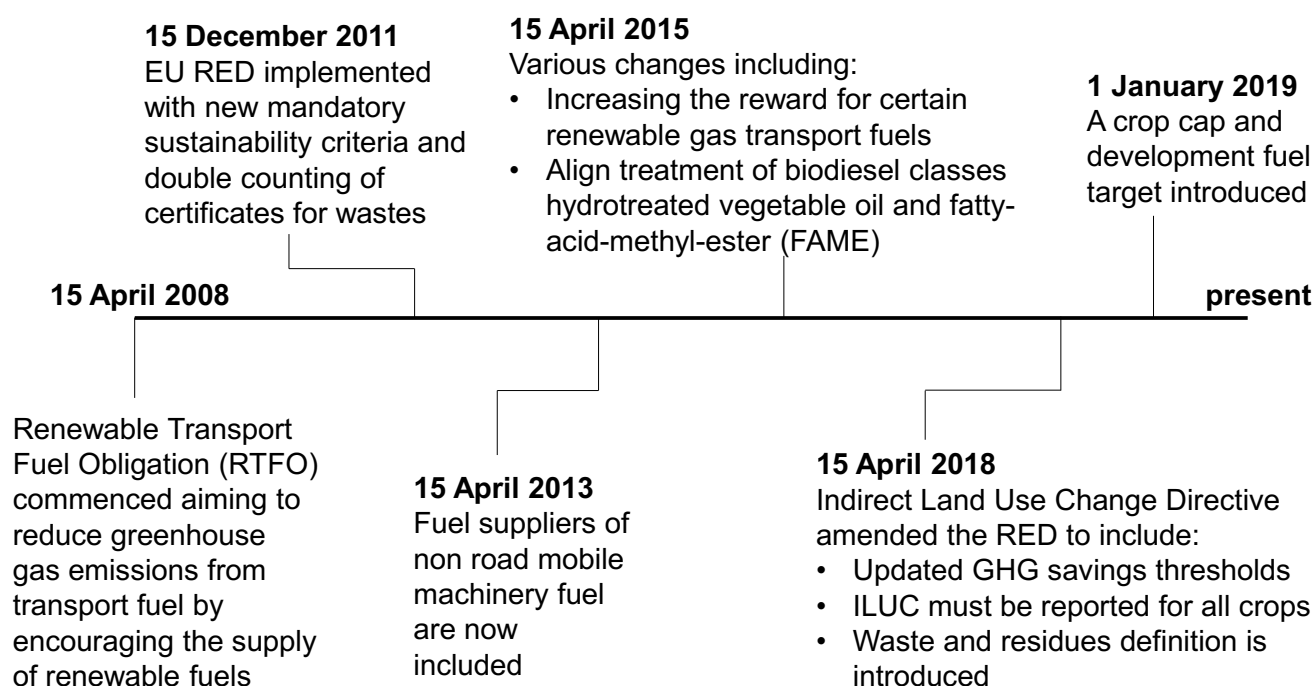 15 December 2011
EU RED implemented
with new mandatory
sustainability criteria and
double counting of
certificates for wastes
15 April 2015
Various changes including:
• Increasing the reward for certain
renewable gas transport fuels
• Align treatment of biodiesel classes
hydrotreated vegetable oil and fatty-
acid-methyl-ester (FAME)
1 January 2019
A crop cap and
development fuel
target introduced
15 April 2008
present
Renewable Transport
Fuel Obligation (RTFO)
commenced aiming to
reduce greenhouse
gas emissions from
transport fuel by
encouraging the supply
of renewable fuels
15 April 2013
Fuel suppliers of
non road mobile
machinery fuel
are now
included
15 April 2018
Indirect Land Use Change Directive
amended the RED to include:
• Updated GHG savings thresholds
• ILUC must be reported for all crops
• Waste and residues definition is
introduced